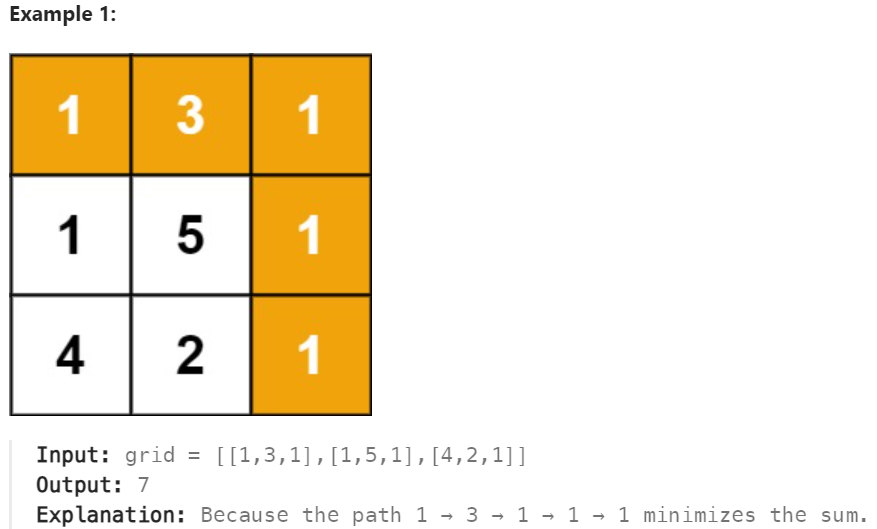 Example 1:
1 3 1
1 5 1
4 2 1
Input: grid = [[1,3,1],[1,5,1],[4,2,1]]
Output: 7
Explanation: Because the path 1 → 3 → 1 → 1 → 1 minimizes the sum.